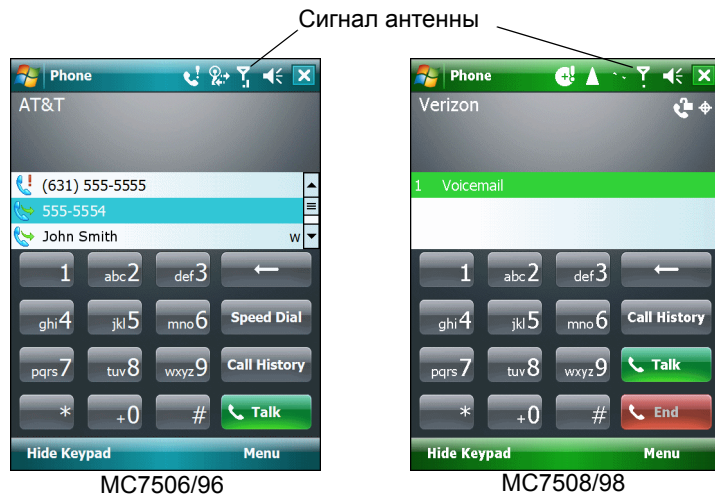 Сигнал антенны
Phone
AT&T
(631) 555-5555
555-5554
John Smith w
1 abc2 def3
ghi4 jkl5 mno6 Speed Dial
pqrs7 tuv8 wxyz9 Call History
* +0 # Talk
Hide Keypad Menu
MC7506/96
Phone
Verizon
1 Voicemail
1 abc2 def3
ghi4 jkl5 mno6 Call History
pqrs7 tuv8 wxyz9 Talk
* +0 # End
Hide Keypad Menu
MC7508/98